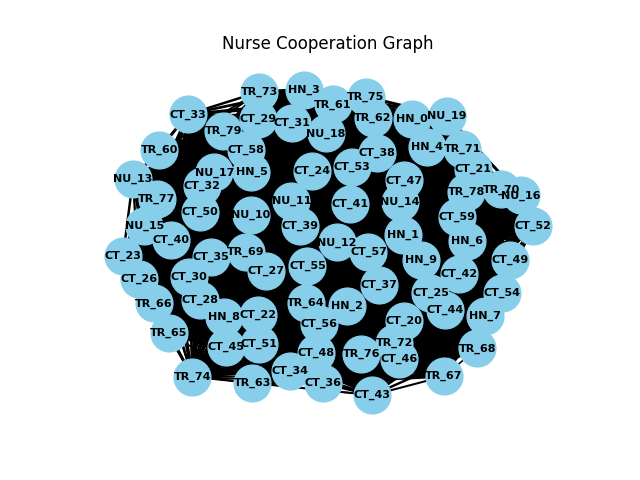 Nurse Cooperation Graph
HN_3
TR_73
TR_75
TR_61
CT_33
CT_29
TR_62
HN_0
NU_19
CT_31
TR_79
NU_18
HN_4
TR_71
TR_60
CT_58
CT_38
CT_53
CT_21
NU_17
HN_5
CT_24
NU_13
CT_32
CT_47
TR_78
TR_70
NU_16
TR_77
NU_11
NU_14
CT_41
CT_50
NU_10
CT_59
NU_15
CT_39
CT_52
CT_40
HN_1
HN_6
NU_12
CT_23
CT_35
TR_69
CT_57
HN_9
CT_49
CT_27
CT_55
CT_42
CT_26
CT_30
CT_37
CT_25
CT_54
TR_66
CT_28
TR_64
HN_2
CT_44
HN_8
CT_22
CT_56
CT_20
HN_7
TR_65
CT_45
CT_51
CT_48
TR_76
TR_72
CT_46
TR_68
TR_74
TR_63
CT_34
CT_36
CT_43
TR_67